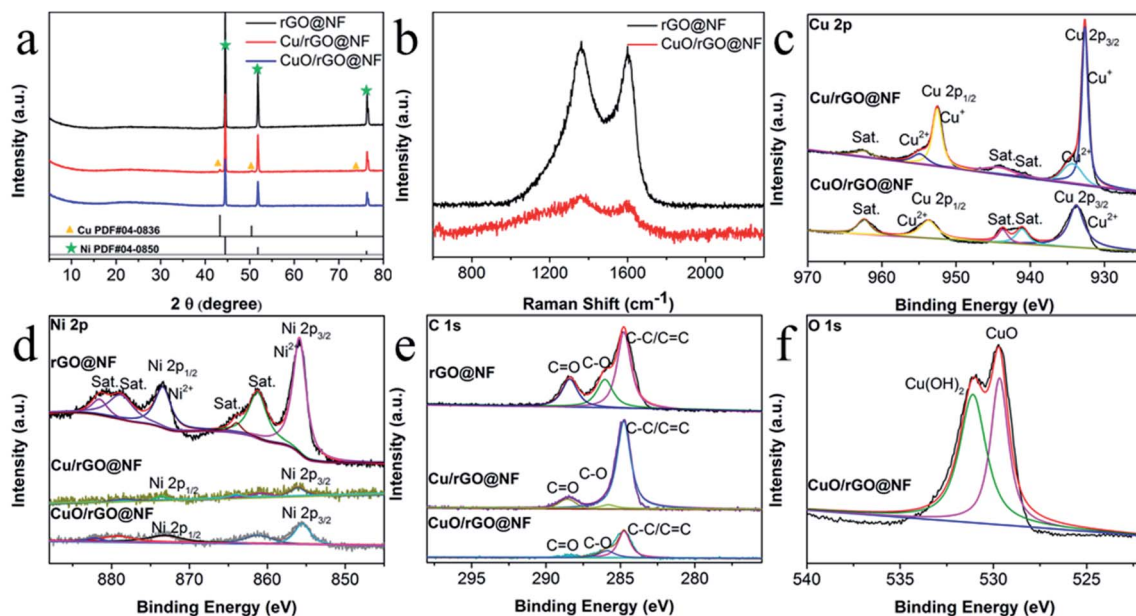 a
rGO@NF
Cu/rGO@NF
CuO/rGO@NF
Cu PDF#04-0836
Ni PDF#04-0850
Intensity (a.u.)
10 20 30 40 50 60 70 80
2 θ (degree)
b
rGO@NF
CuO/rGO@NF
Intensity (a.u.)
1200 1600 2000
Raman Shift (cm-1)
c
Cu 2p
Cu 2p3/2
Cu+
Cu/rGO@NF
Cu 2p1/2
Cu+
Sat.
Cu2+
Sat.
Sat.
Cu2+
CuO/rGO@NF
Sat.
Cu 2p1/2
Cu2+
Sat.
Sat.
Cu 2p3/2
Cu2+
Intensity (a.u.)
970 960 950 940 930
Binding Energy (eV)
d
Ni 2p
rGO@NF
Ni 2p3/2
Ni2+
Sat.
Sat.
Ni 2p1/2
Ni2+
Sat.
Sat.
Cu/rGO@NF
Ni 2p1/2
Ni 2p3/2
CuO/rGO@NF
Ni 2p1/2
Ni 2p3/2
Intensity (a.u.)
880 870 860 850
Binding Energy (eV)
e
C 1s
rGO@NF
C=O
C-O
C-C/C=C
Cu/rGO@NF
C=O
C-O
C-C/C=C
CuO/rGO@NF
C=O
C-O
C-C/C=C
Intensity (a.u.)
295 290 285 280
Binding Energy (eV)
f
O 1s
CuO
Cu(OH)2
CuO/rGO@NF
Intensity (a.u.)
540 535 530 525
Binding Energy (eV)